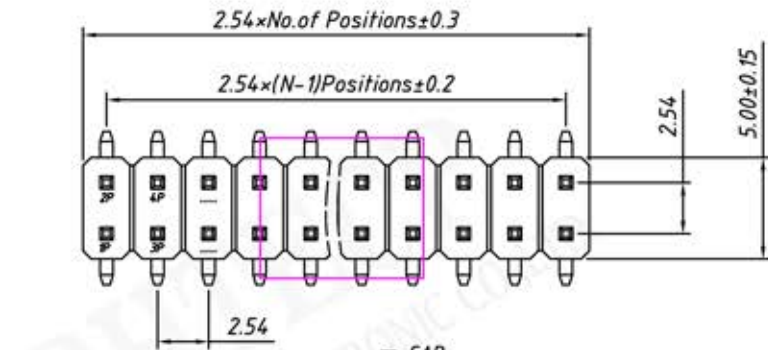 2.54×No.of Positions±0.3
2.54×(N-1)Positions±0.2
2.54
5.00±0.15
2P 4P
1P 3P
2.54